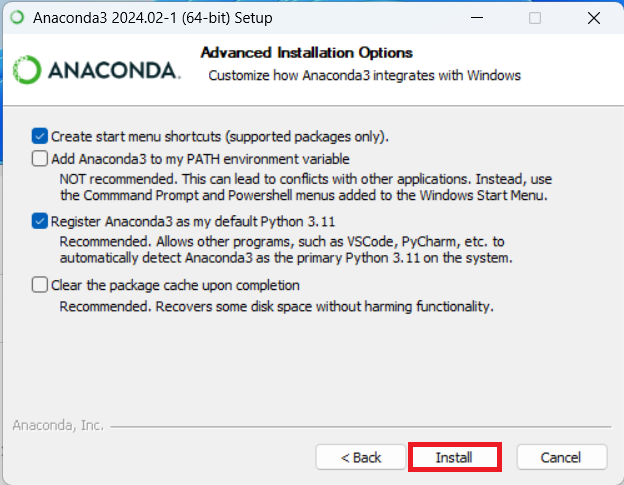 Anaconda3 2024.02-1 (64-bit) Setup
Advanced Installation Options
ANACONDA.
Customize how Anaconda3 integrates with Windows
Create start menu shortcuts (supported packages only).
Add Anaconda3 to my PATH environment variable
NOT recommended. This can lead to conflicts with other applications. Instead, use
the Commmand Prompt and Powershell menus added to the Windows Start Menu.
Register Anaconda3 as my default Python 3.11
Recommended. Allows other programs, such as VSCode, PyCharm, etc. to
automatically detect Anaconda3 as the primary Python 3.11 on the system.
Clear the package cache upon completion
Recommended. Recovers some disk space without harming functionality.
Anaconda, Inc.
< Back Install Cancel